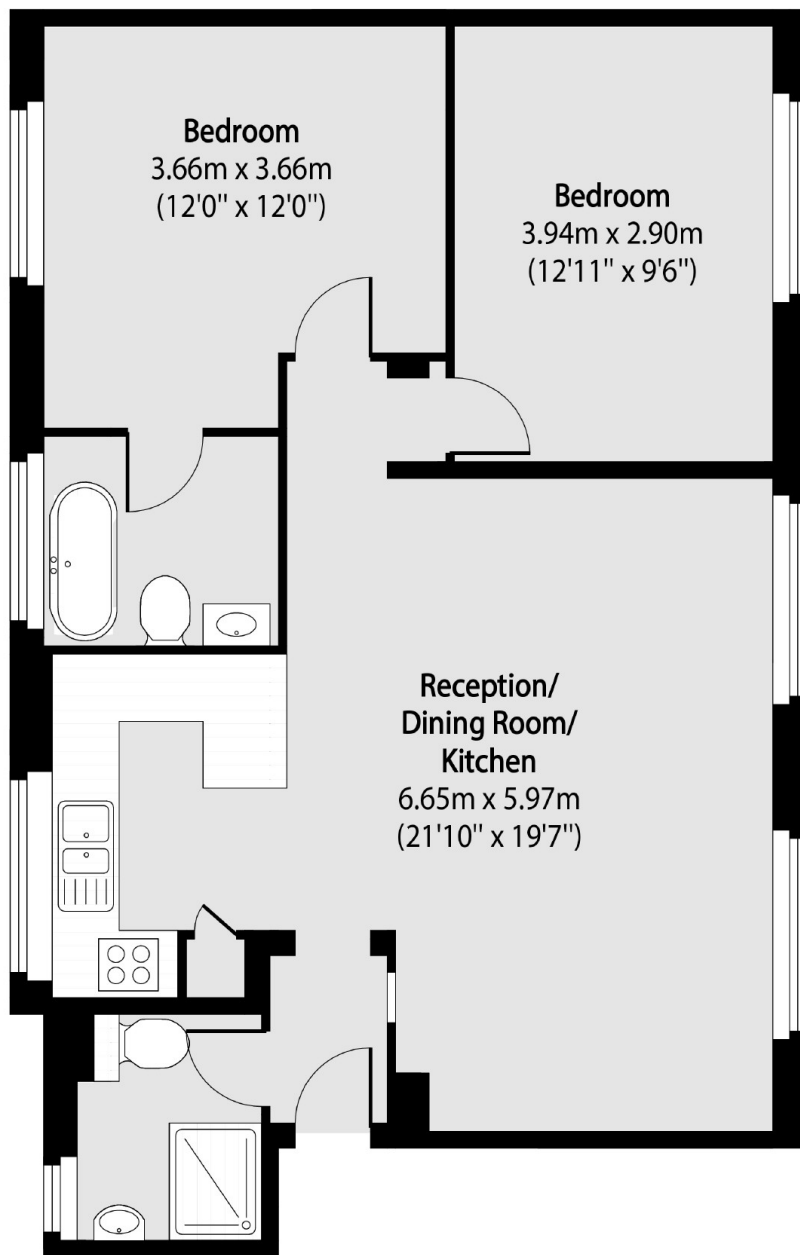 Bedroom
3.66m x 3.66m
(12'0" x 12'0")
Bedroom
3.94m x 2.90m
(12'11" x 9'6")
Reception/
Dining Room/
Kitchen
6.65m x 5.97m
(21'10" x 19'7")